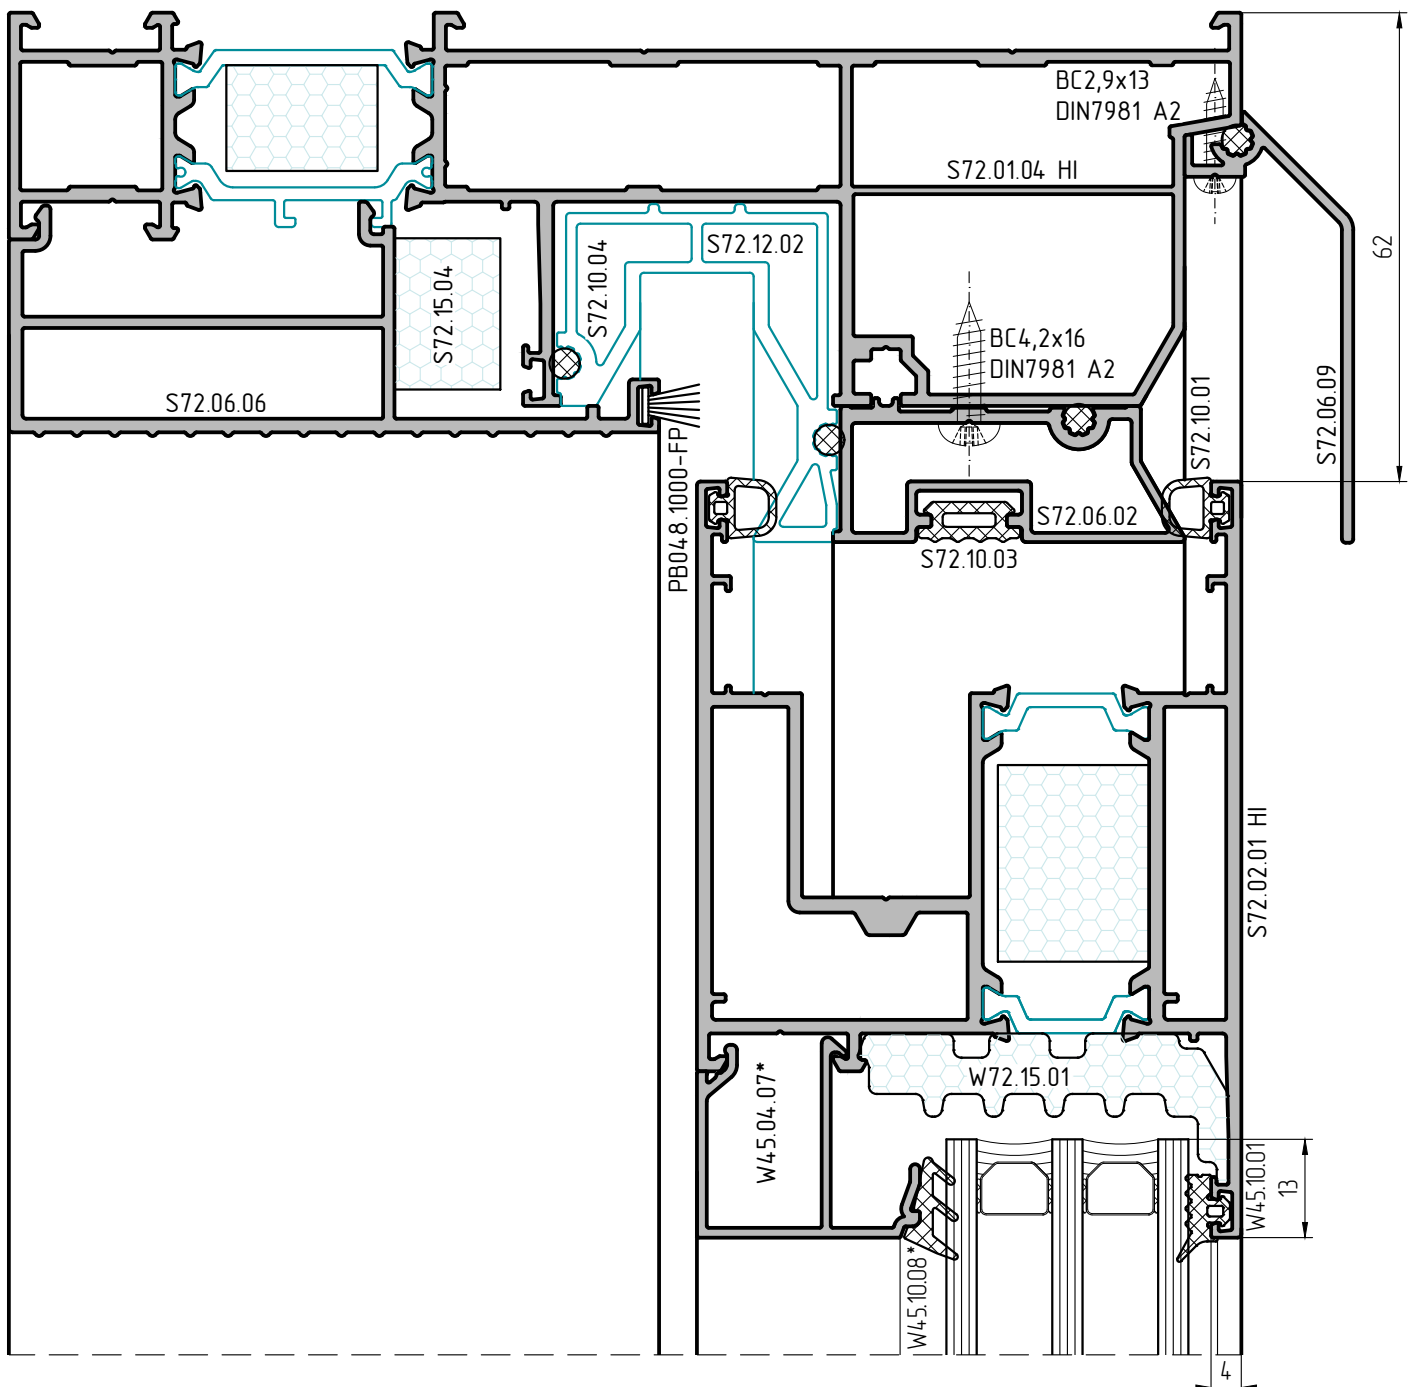 BC2,9x13
DIN7981 A2
S72.01.04 HI
S72.12.02
S72.10.04
S72.15.04
62
BC4,2x16
DIN7981 A2
S72.06.06
S72.10.01
S72.06.09
PB048.1000-FP
S72.06.02
S72.10.03
S72.02.01 HI
W72.15.01
W45.04.07*
W45.10.01
13
W45.10.08*
4